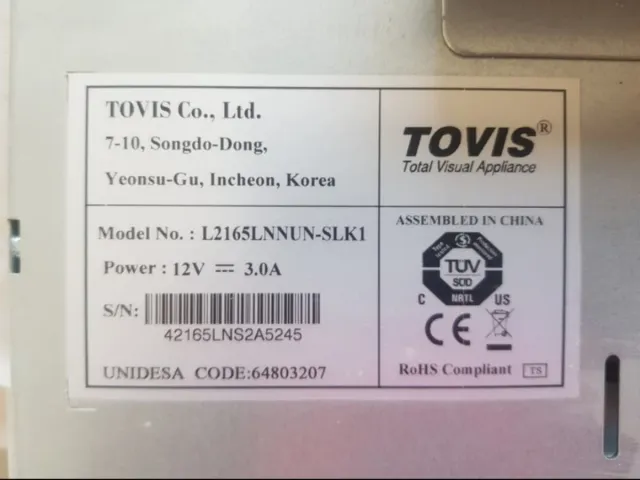 TOVIS Co., Ltd.
7-10, Songdo-Dong,
Yeonsu-Gu, Incheon, Korea
TOVIS®
Total Visual Appliance
Model No. : L2165LNNUN-SLK1
Power : 12V ⎓ 3.0A
S/N:
42165LNS2A5245
UNIDESA CODE:64803207
ASSEMBLED IN CHINA
TÜV
SÜD
C NRTL US
CE
RoHS Compliant TS